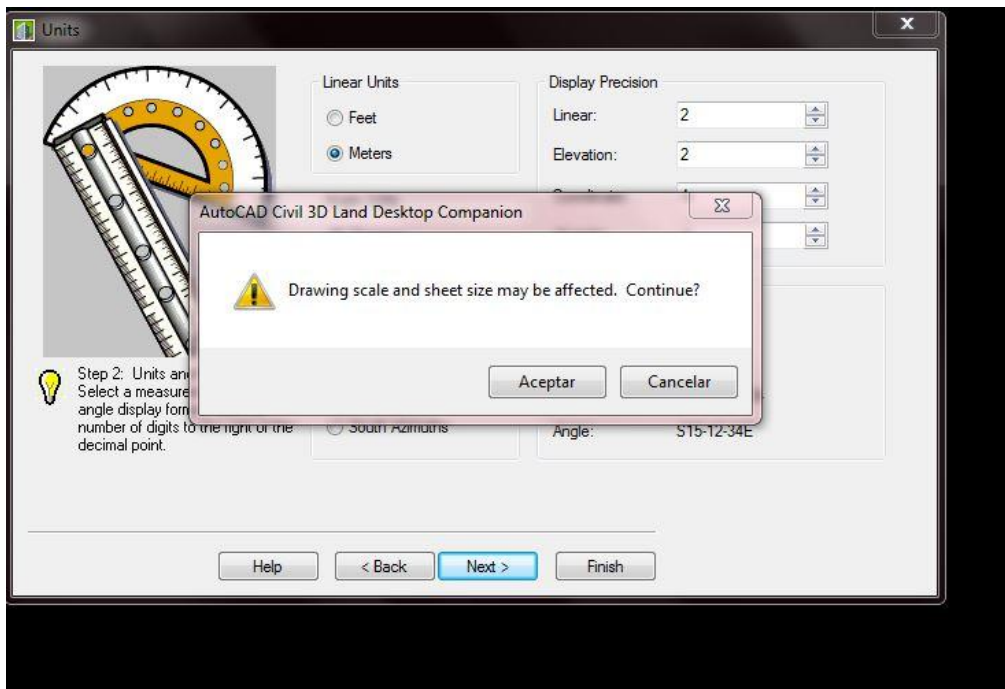 Units
Linear Units
Feet
Meters
Display Precision
Linear: 2
Elevation: 2
AutoCAD Civil 3D Land Desktop Companion
Drawing scale and sheet size may be affected. Continue?
Aceptar Cancelar
Step 2: Units an
Select a measure
angle display form
number of digits to the right of the
decimal point.
South Azimuths
Angle: S15-12-34E
Help < Back Next > Finish